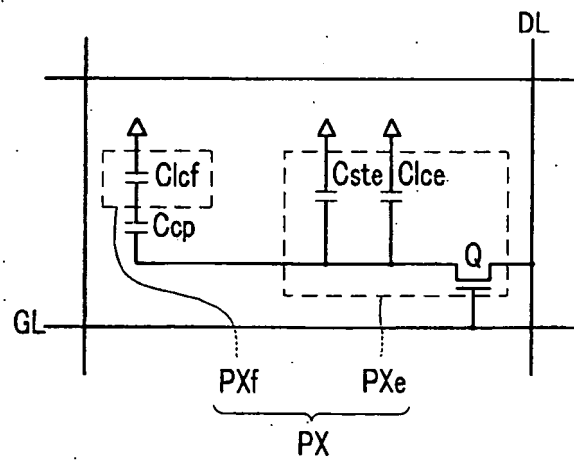 DL
Clcf
Cste
Clce
Ccp
Q
GL
PXf
PXe
PX